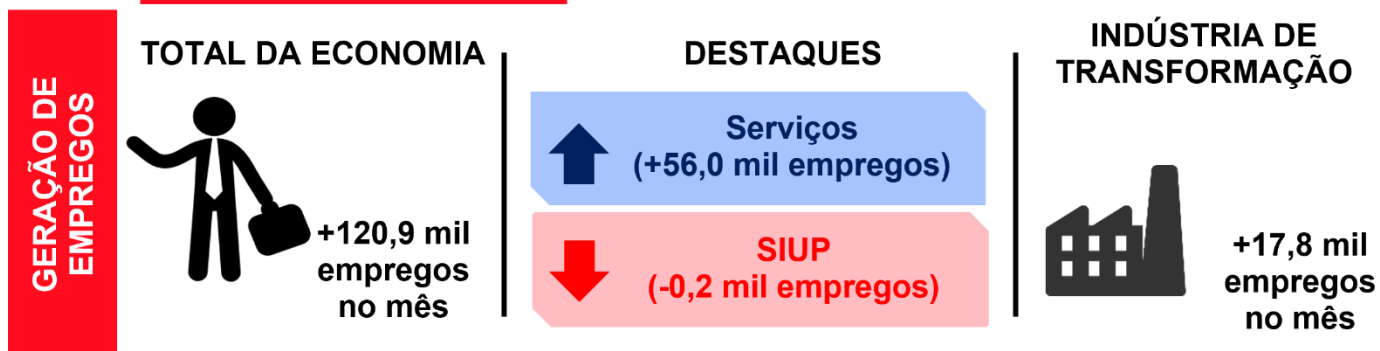 GERAÇÃO DE
EMPREGOS
TOTAL DA ECONOMIA
+120,9 mil
empregos
no mês
DESTAQUES
Serviços
(+56,0 mil empregos)
SIUP
(-0,2 mil empregos)
INDÚSTRIA DE
TRANSFORMAÇÃO
+17,8 mil
empregos
no mês